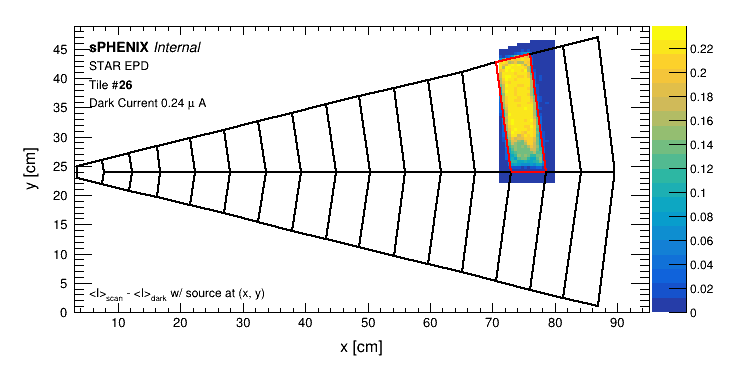 sPHENIX Internal
STAR EPD
Tile #26
Dark Current 0.24 μ A
<I>scan - <I>dark w/ source at (x, y)
y [cm]
45
40
35
30
25
20
15
10
5
0
10 20 30 40 50 60 70 80 90
x [cm]
0.22
0.2
0.18
0.16
0.14
0.12
0.1
0.08
0.06
0.04
0.02
0